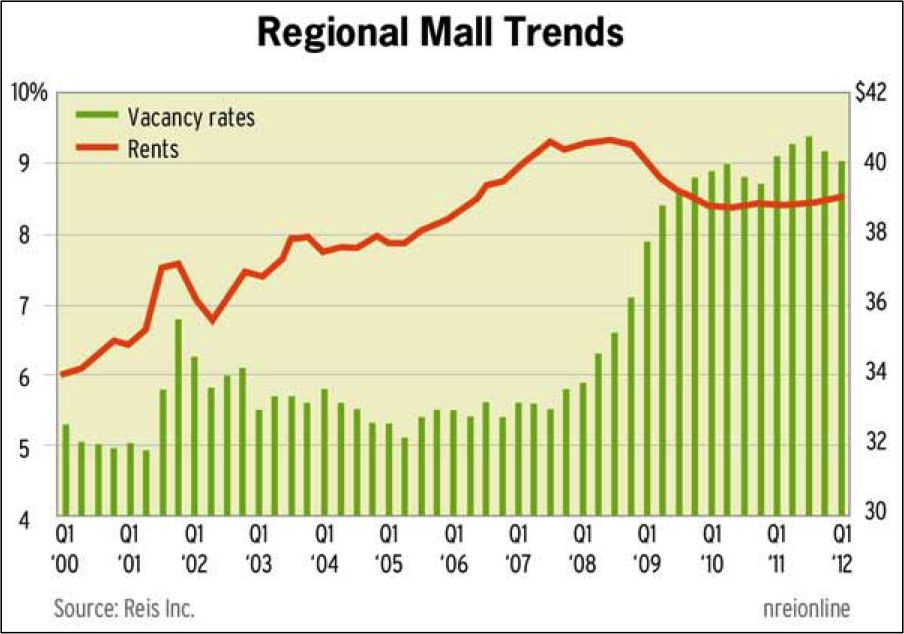 Regional Mall Trends
10% $42
Vacancy rates
Rents
9 40
8 38
7 36
6 34
5 32
4 30
Q1 Q1 Q1 Q1 Q1 Q1 Q1 Q1 Q1 Q1 Q1 Q1 Q1
‘00 ‘01 ‘02 ‘03 ‘04 ‘05 ‘06 ‘07 ‘08 ‘09 ‘10 ‘11 ‘12
Source: Reis Inc. nreionline